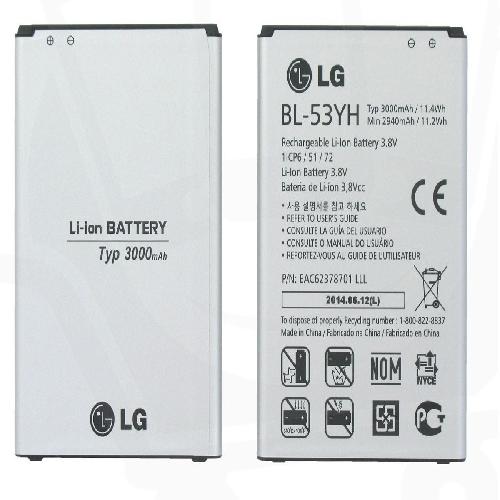 Li-Ion BATTERY
Typ 3000mAh
LG
LG
BL-53YH
Typ 3000mAh / 11.4Wh
Min 2940mAh / 11.2Wh
Rechargeable Li-Ion Battery 3.8V
1-CP6 / 51 / 72
Li-Ion Battery 3.8V
Bateria de Li-Ion 3,8Vcc
• 사용 설명서를 참고 하세요
• REFER TO USER'S GUIDE
• CONSULTE LA GUÍA DEL USUARIO
• CONSULTE O MANUAL DO USUÁRIO
• REPORTEZ-VOUS AU GUIDE DE L'UTILISATEUR
CE
P/N: EAC62378701 LLL
2014.06.12(L)
To dispose of properly, Recycling number : 1-800-822-8837
Made in China / Fabricado na China / Fabricado en China
NOM
NYCE